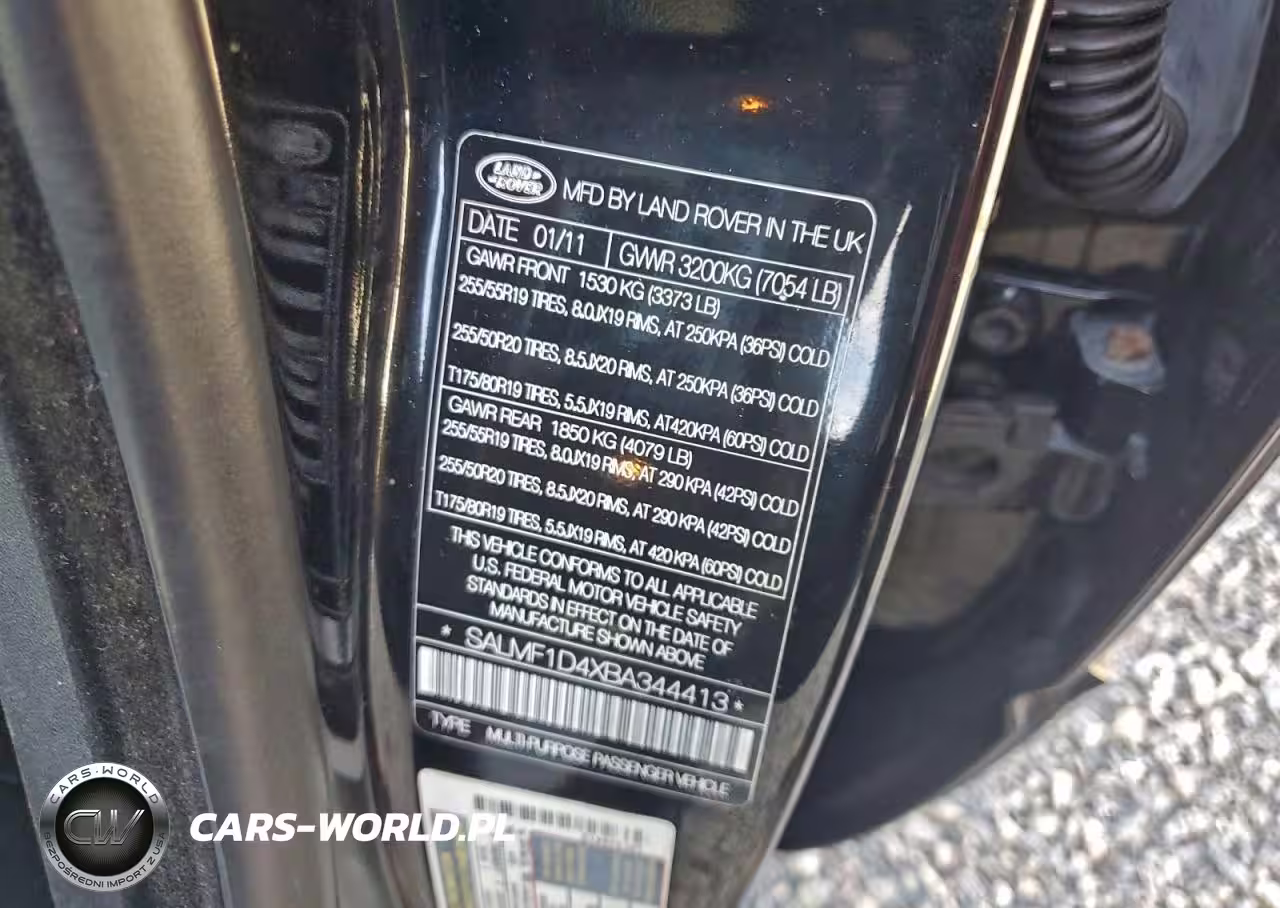 LAND ROVER
MFD BY LAND ROVER IN THE UK
DATE 01/11 GVWR 3200KG (7054 LB)
GAWR FRONT 1530 KG (3373 LB)
255/55R19 TIRES, 8.0JX19 RIMS, AT 250KPA (36PSI) COLD
255/50R20 TIRES, 8.5JX20 RIMS, AT 250KPA (36PSI) COLD
T175/80R19 TIRES, 5.5JX19 RIMS, AT420KPA (60PSI) COLD
GAWR REAR 1850 KG (4079 LB)
255/55R19 TIRES, 8.0JX19 RIMS, AT 290 KPA (42PSI) COLD
255/50R20 TIRES, 8.5JX20 RIMS, AT 290 KPA (42PSI) COLD
T175/80R19 TIRES, 5.5JX19 RIMS, AT 420 KPA (60PSI) COLD
THIS VEHICLE CONFORMS TO ALL APPLICABLE
U.S. FEDERAL MOTOR VEHICLE SAFETY
STANDARDS IN EFFECT ON THE DATE OF
MANUFACTURE SHOWN ABOVE
* SALMF1D4XBA344413 *
TYPE MULTI PURPOSE PASSENGER VEHICLE
CARS-WORLD
CW
BEZPOŚREDNI IMPORT Z USA
CARS-WORLD.PL